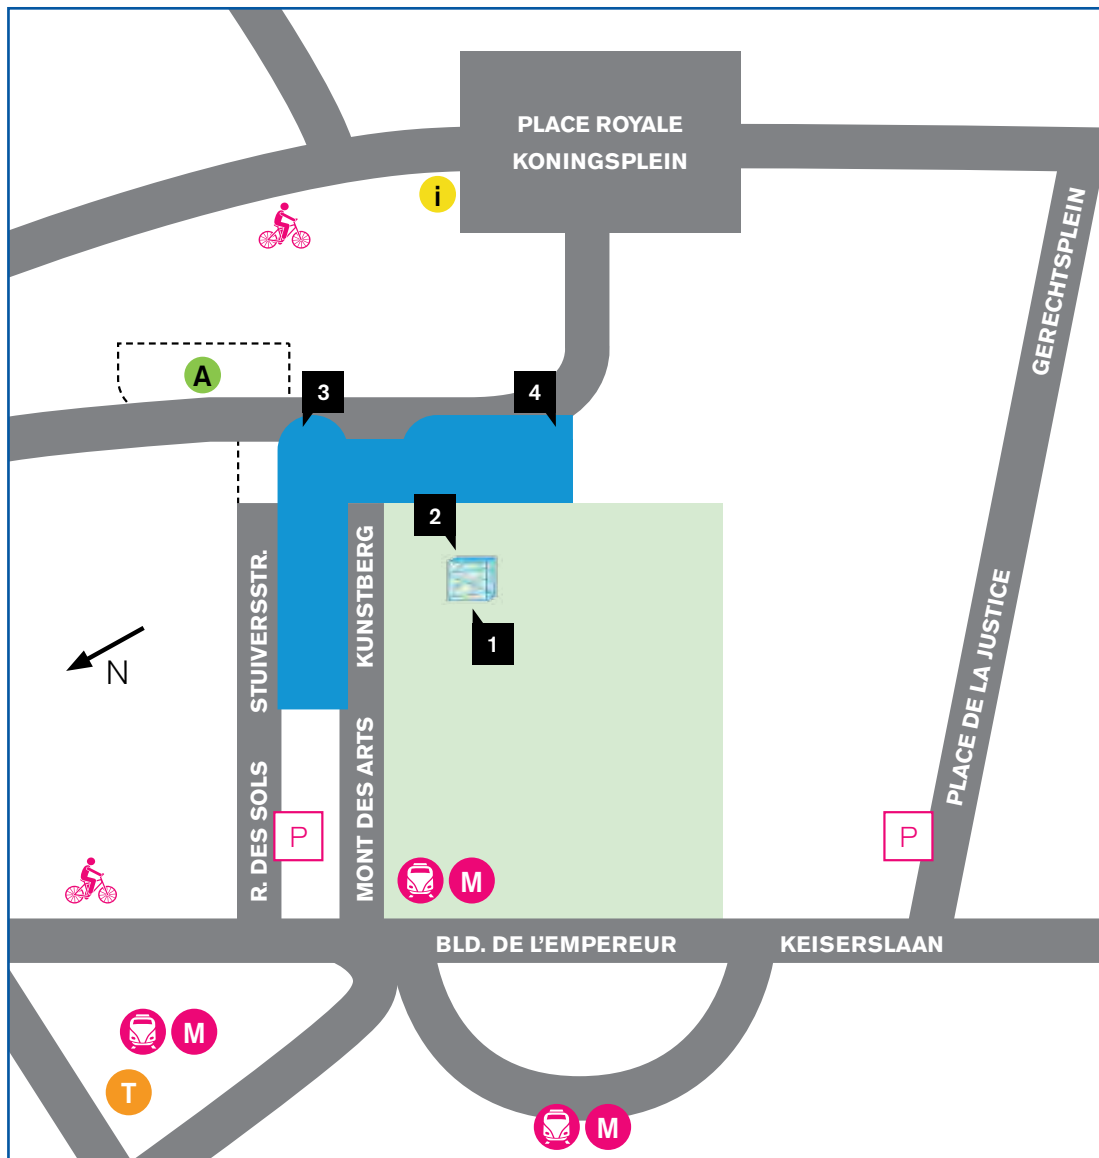 PLACE ROYALE
KONINGSPLEIN
i
GERECHTSPLEIN
PLACE DE LA JUSTICE
A
3
4
2
1
STUIVERSSTR.
R. DES SOLS
KUNSTBERG
MONT DES ARTS
N
P
P
M
BLD. DE L'EMPEREUR
KEISERSLAAN
M
T
M